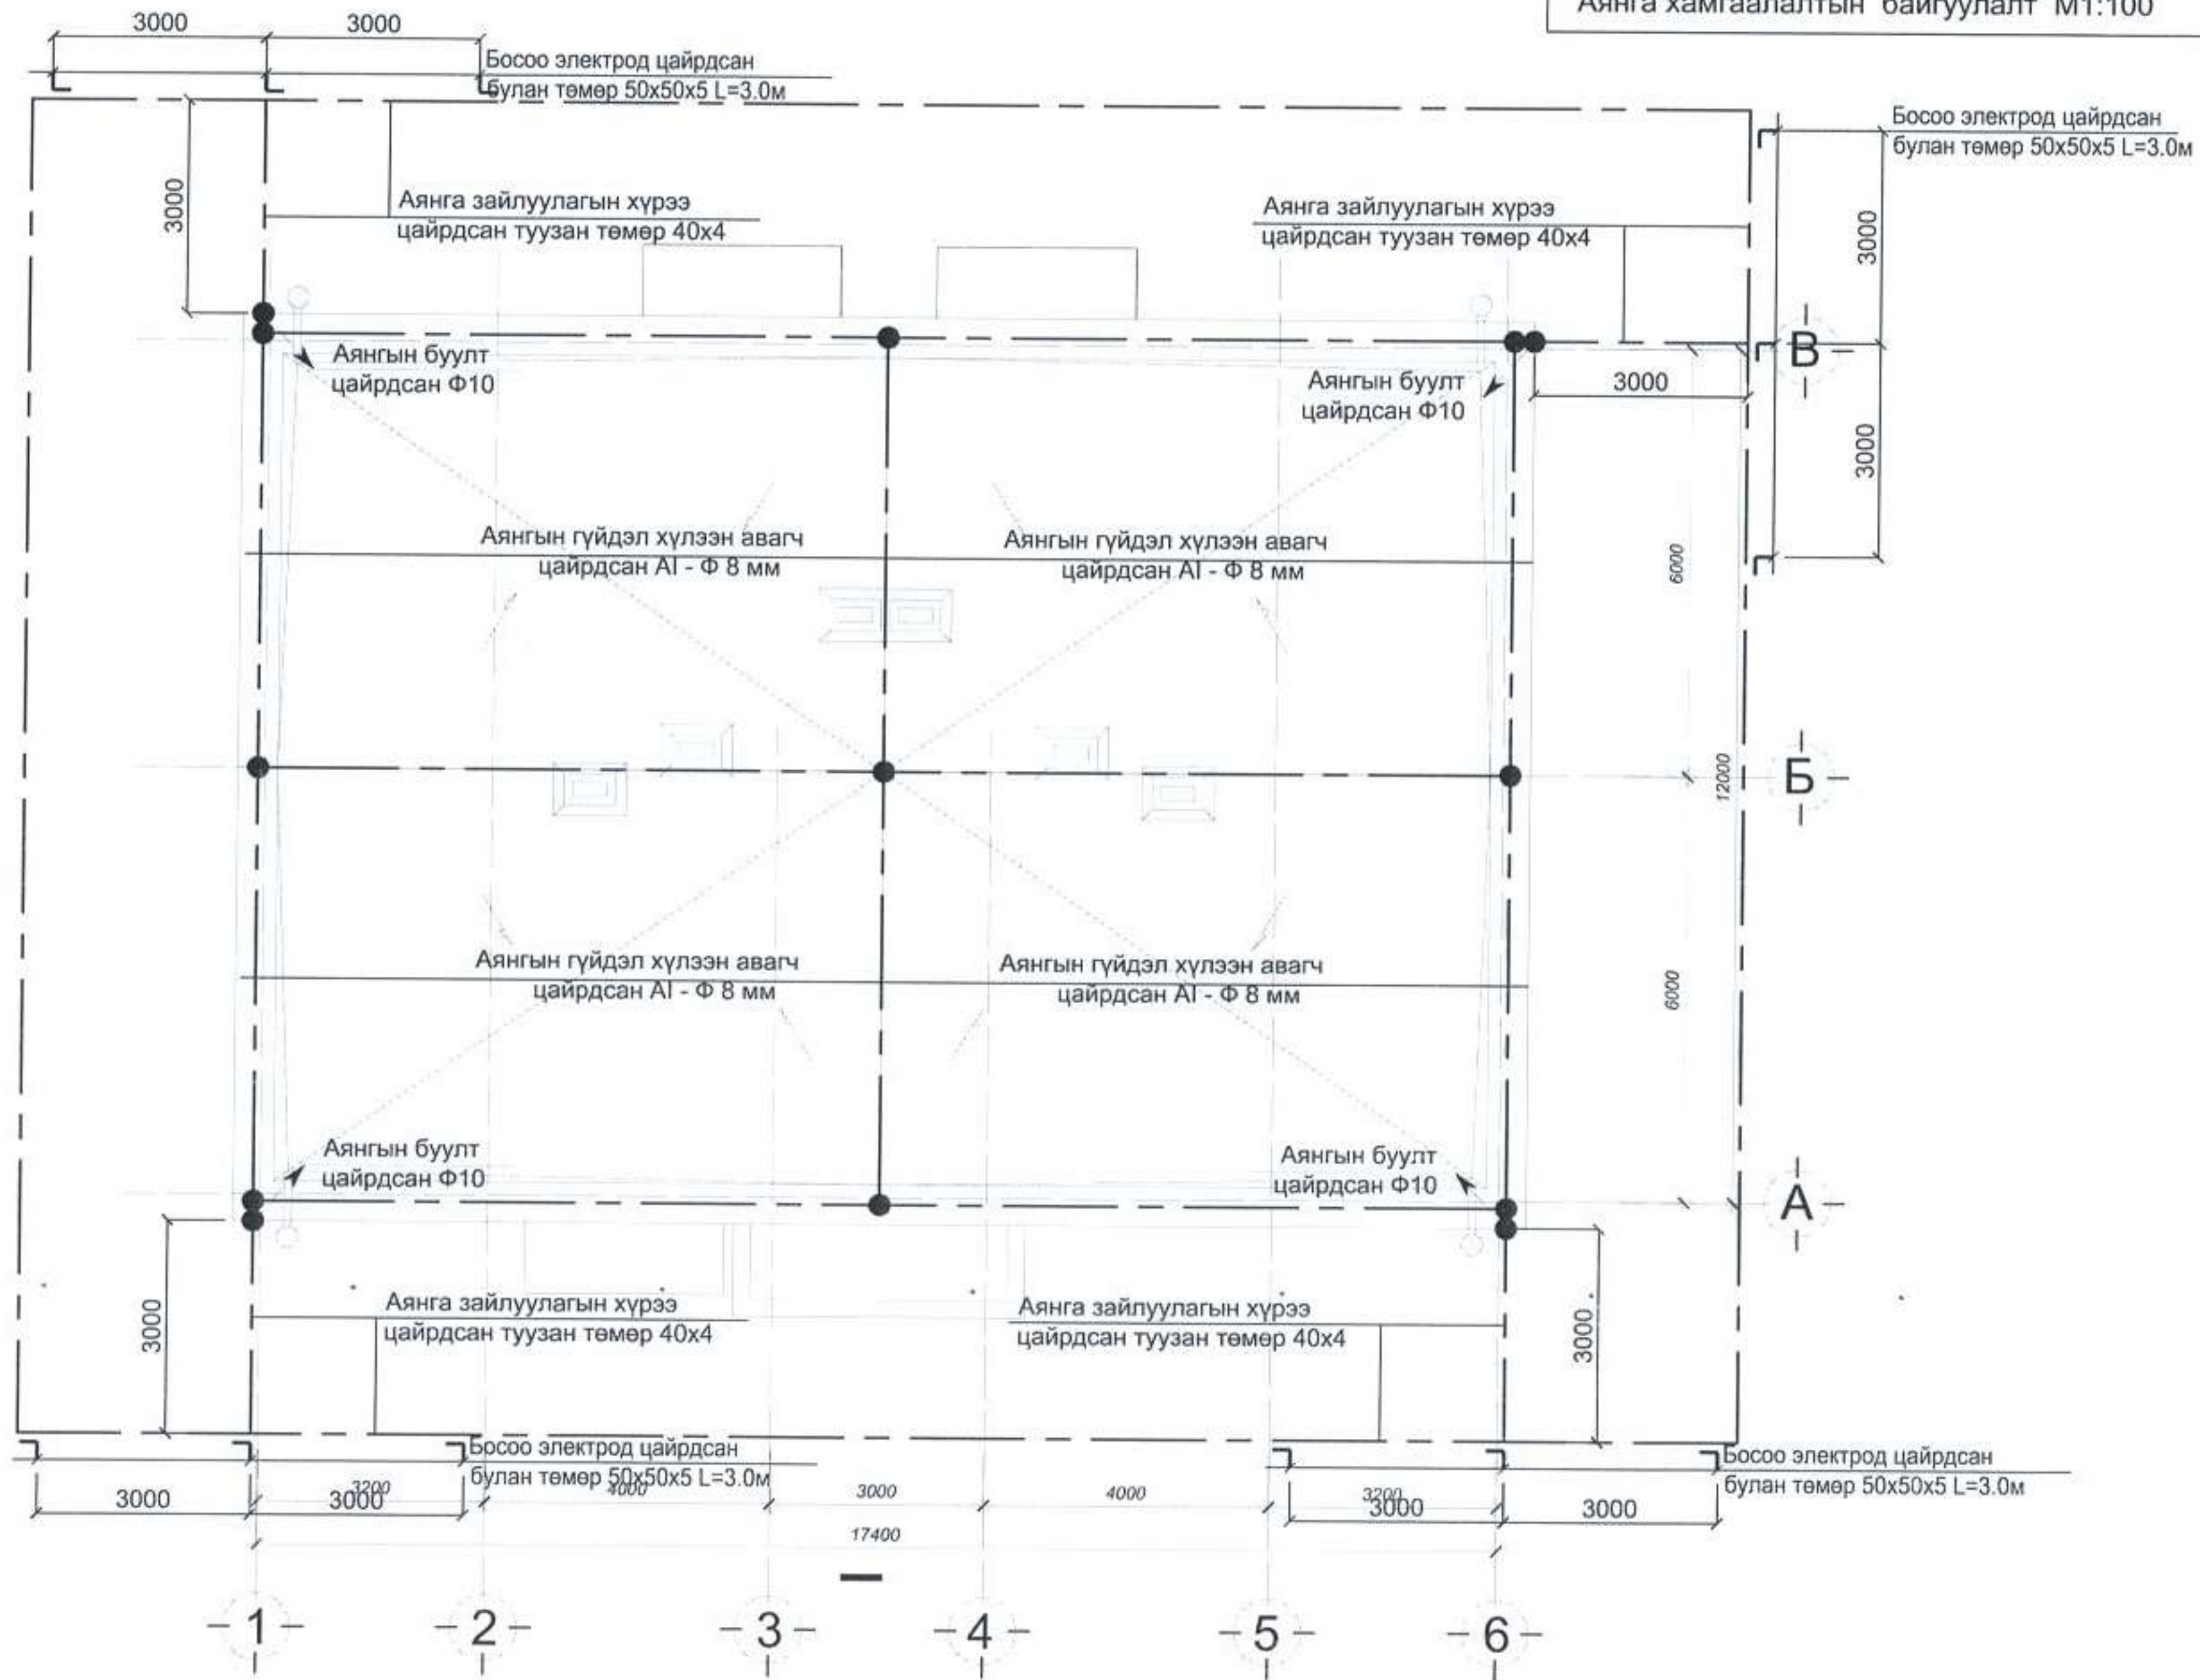 Аянга хамгаалалтын байгуулалт М1:100
3000
3000
Босоо электрод цайрдсан
булан төмөр 50х50х5 L=3.0м
Босоо электрод цайрдсан
булан төмөр 50х50х5 L=3.0м
3000
Аянга зайлуулагын хүрээ
цайрдсан туузан төмөр 40х4
Аянга зайлуулагын хүрээ
цайрдсан туузан төмөр 40х4
3000
Аянгын буулт
цайрдсан Ф10
Аянгын буулт
цайрдсан Ф10
3000
В
3000
Аянгын гүйдэл хүлээн авагч
цайрдсан АI - Ф 8 мм
Аянгын гүйдэл хүлээн авагч
цайрдсан АI - Ф 8 мм
6000
12000
Б
Аянгын гүйдэл хүлээн авагч
цайрдсан АI - Ф 8 мм
Аянгын гүйдэл хүлээн авагч
цайрдсан АI - Ф 8 мм
6000
Аянгын буулт
цайрдсан Ф10
Аянгын буулт
цайрдсан Ф10
А
3000
Аянга зайлуулагын хүрээ
цайрдсан туузан төмөр 40х4
Аянга зайлуулагын хүрээ
цайрдсан туузан төмөр 40х4
3000
Босоо электрод цайрдсан
булан төмөр 50х50х5 L=3.0м
Босоо электрод цайрдсан
булан төмөр 50х50х5 L=3.0м
3200
4000
3000
4000
3200
3000
3000
3000
3000
17400
1
2
3
4
5
6